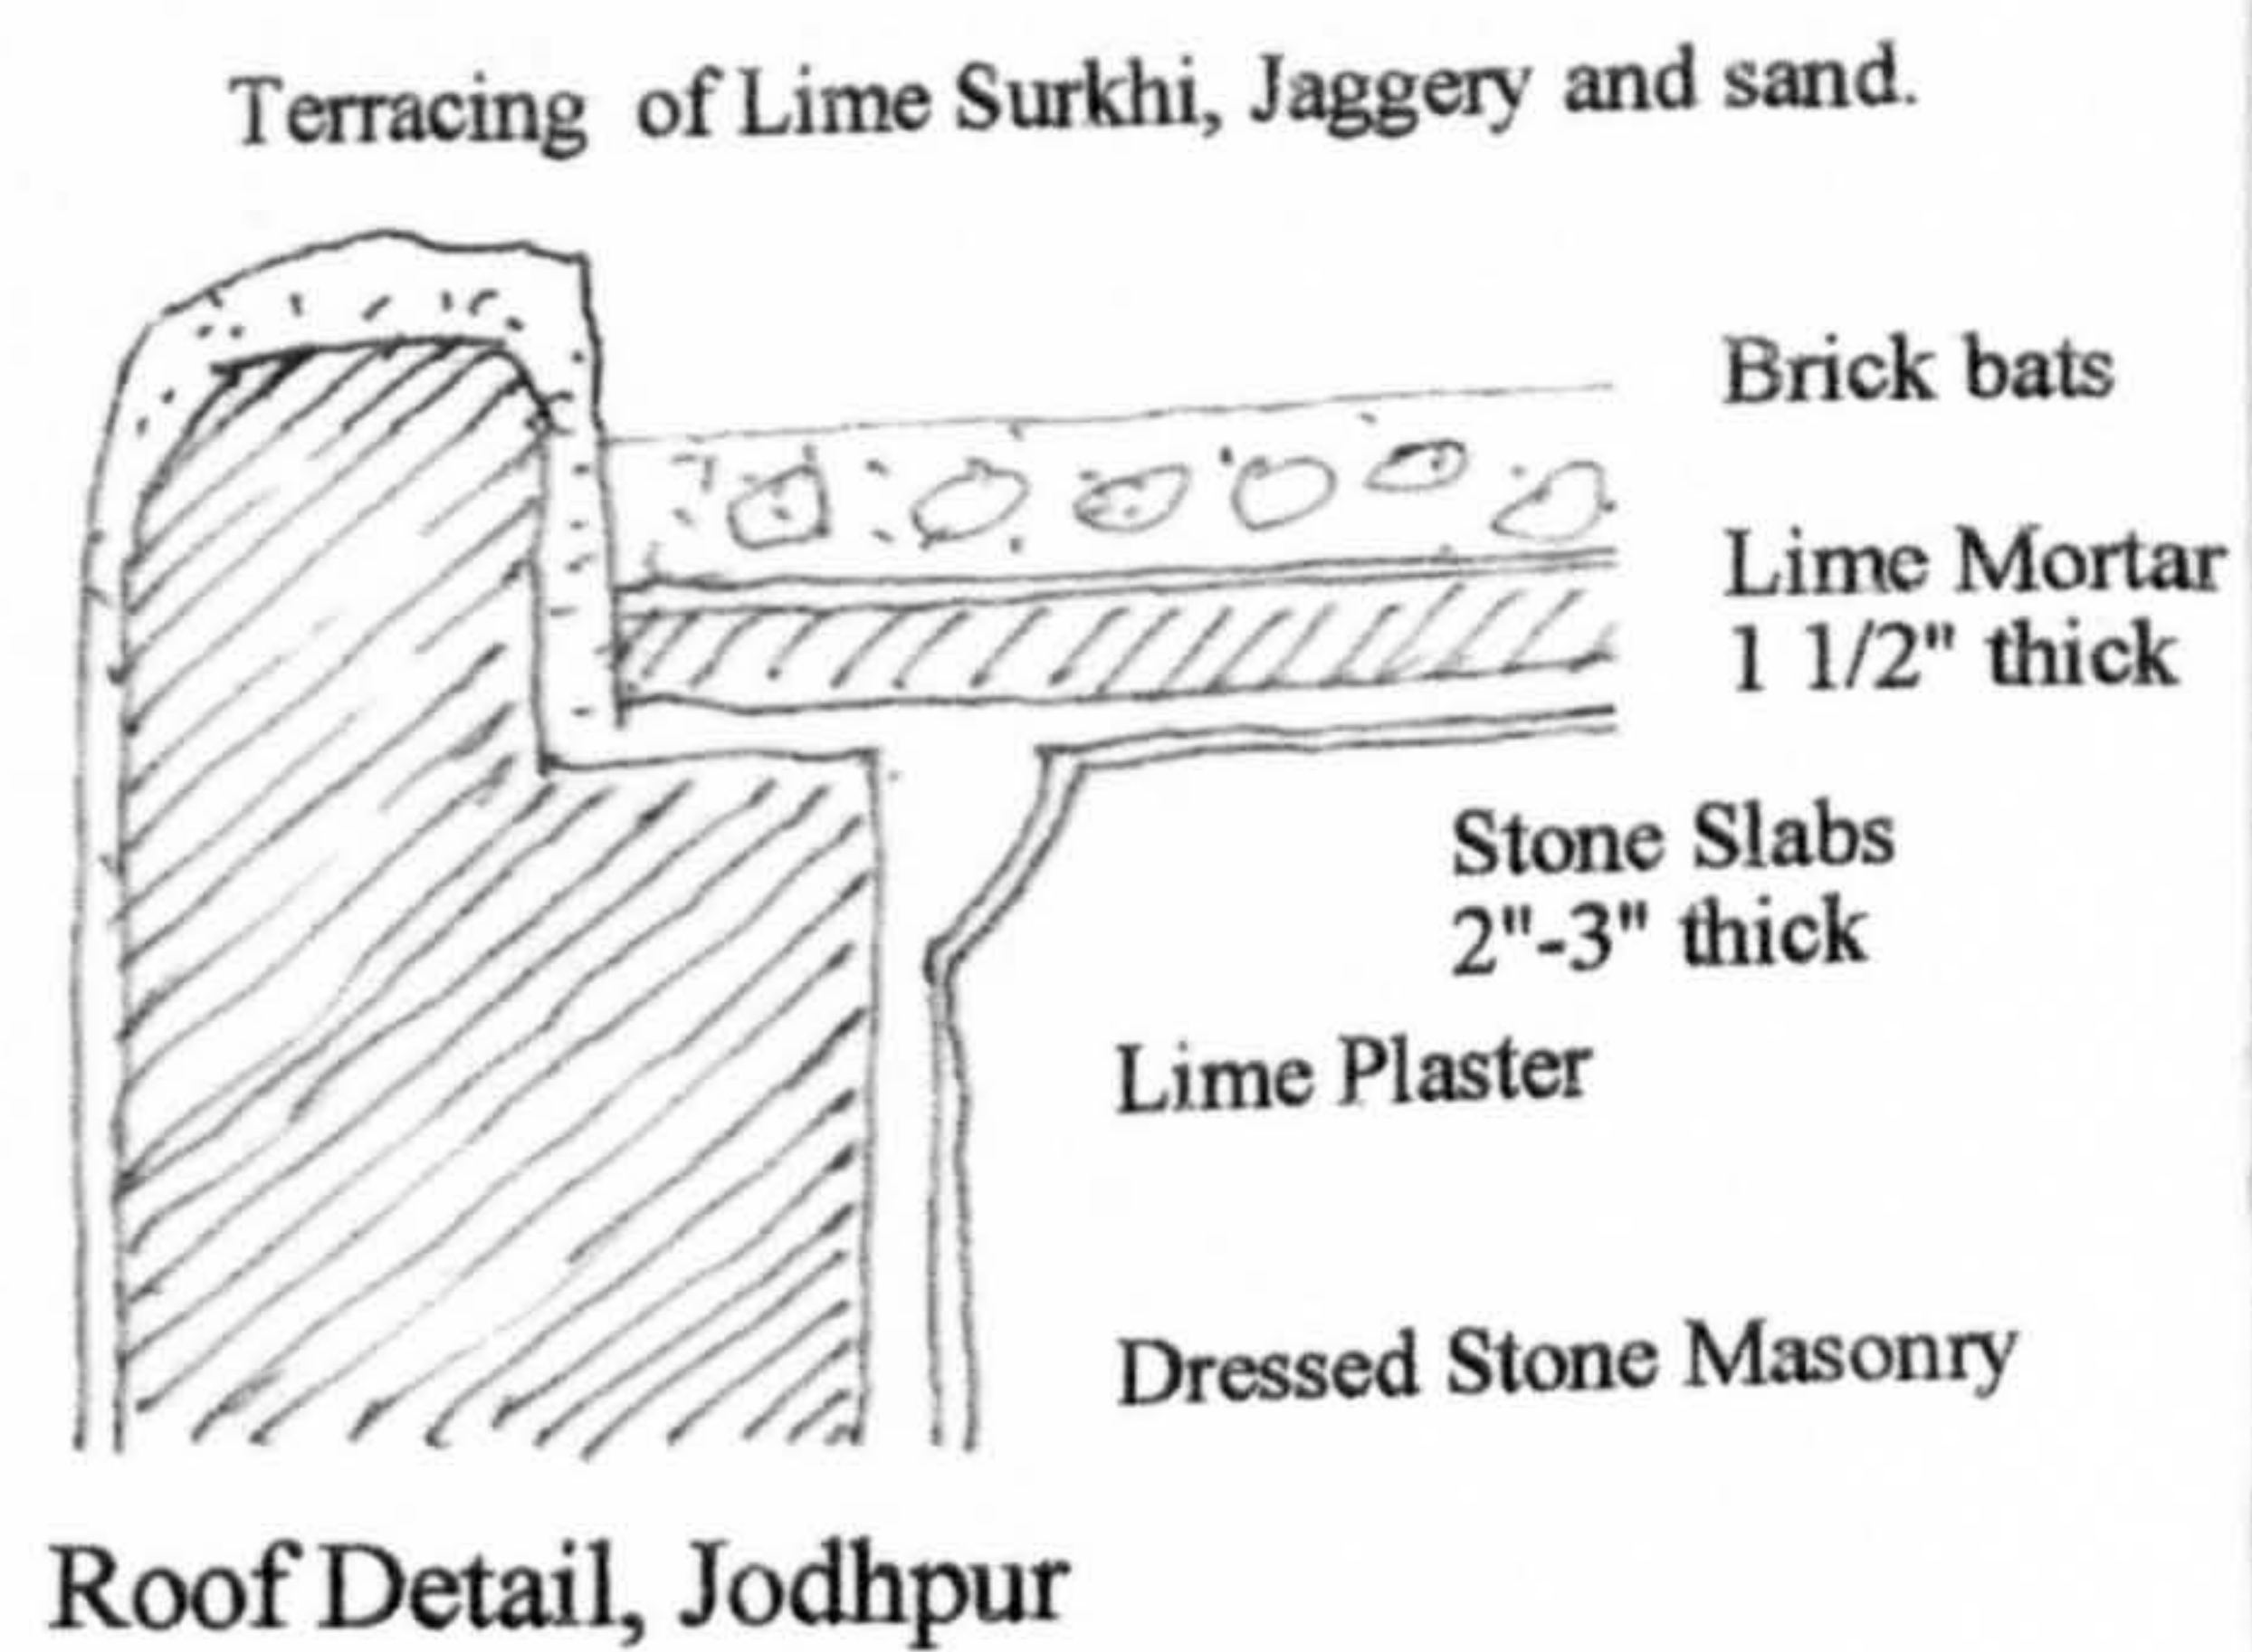 Terracing of Lime Surkhi, Jaggery and sand.
Brick bats
Lime Mortar
1 1/2" thick
Stone Slabs
2"-3" thick
Lime Plaster
Dressed Stone Masonry
Roof Detail, Jodhpur